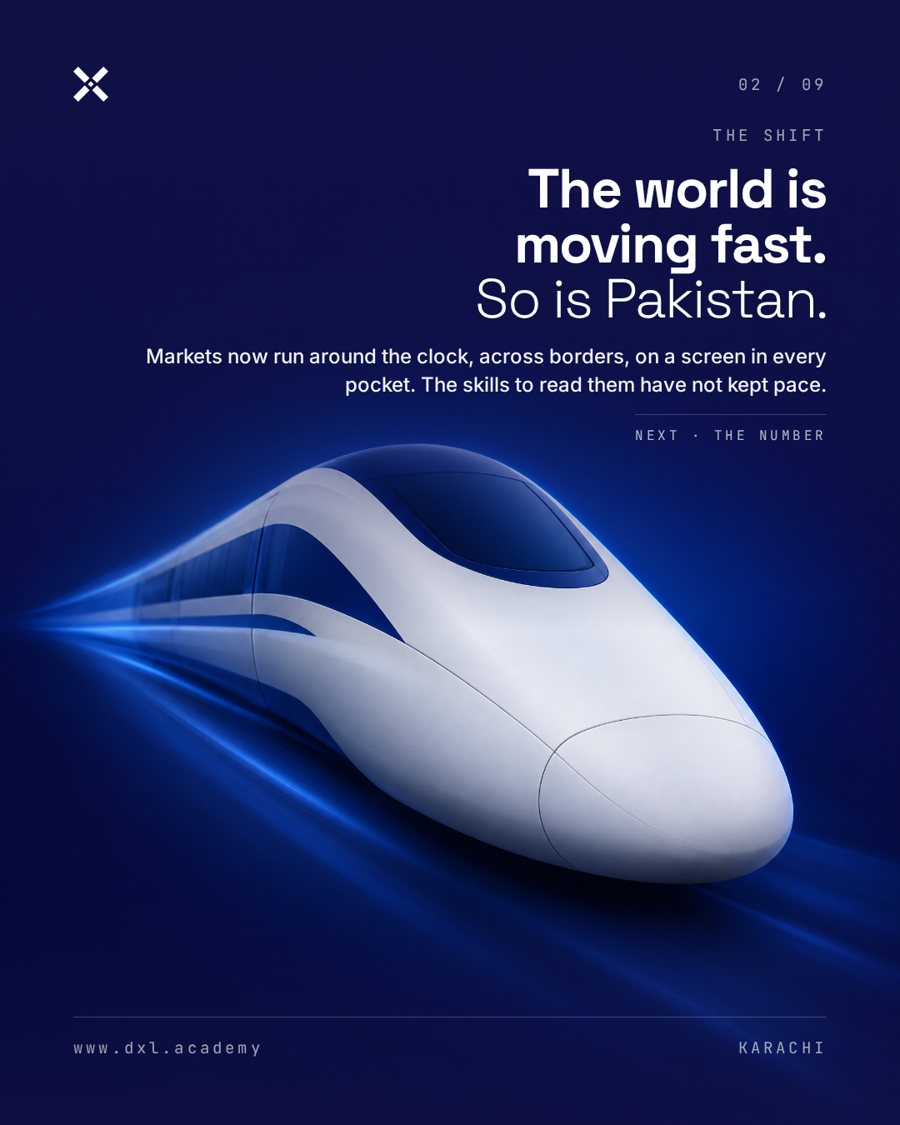 02 / 09
THE SHIFT
The world is
moving fast.
So is Pakistan.
Markets now run around the clock, across borders, on a screen in every
pocket. The skills to read them have not kept pace.
NEXT · THE NUMBER
www.dxl.academy
KARACHI